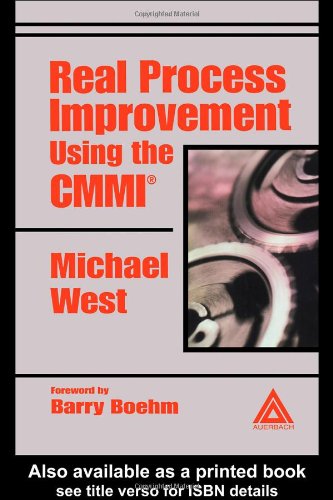 Real Process
Improvement
Using the
CMMI®
Michael
West
Foreword by
Barry Boehm
AUERBACH
Also available as a printed book
see title verso for ISBN details